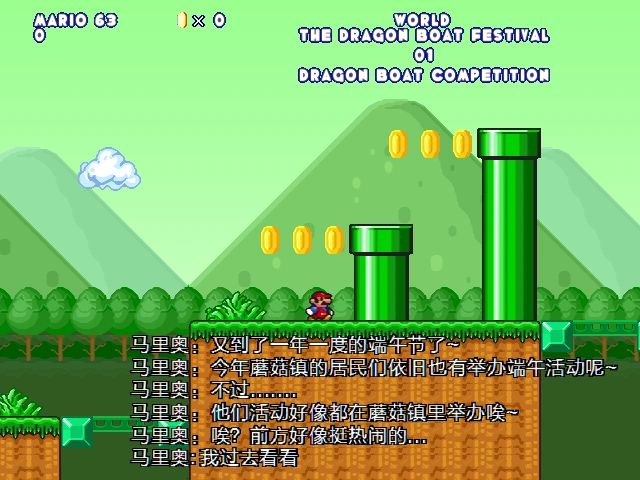 MARIO 63
× 0
WORLD
0
THE DRAGON BOAT FESTIVAL
01
DRAGON BOAT COMPETITION
马里奥：又到了一年一度的端午节了~
马里奥：今年蘑菇镇的居民们依旧也有举办端午活动呢~
马里奥：不过.......
马里奥：他们活动好像都在蘑菇镇里举办唉~
马里奥：唉？前方好像挺热闹的...
马里奥:我过去看看